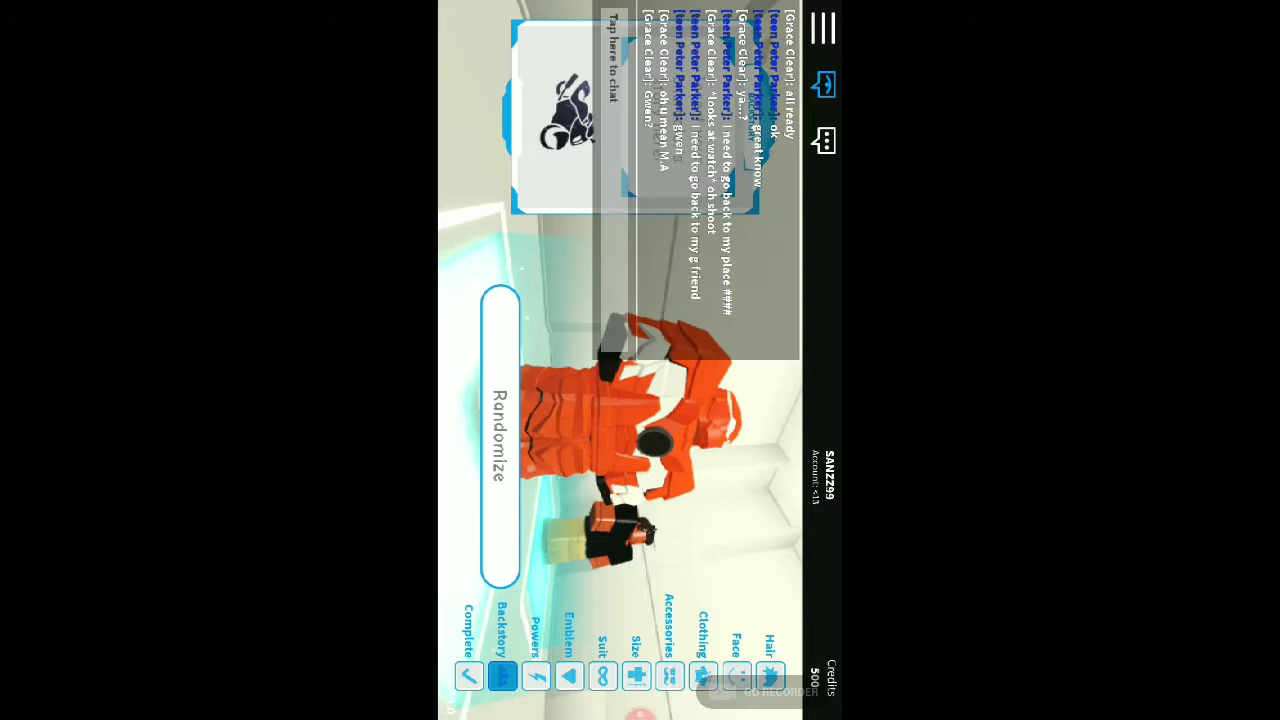 SANZZ99
Account: <13
Credits
500
[Grace Clear]: all ready
[teen Peter Parker]: ok
[teen Peter Parker]: great know
[Grace Clear]: ya...?
[teen Peter Parker]: I need to go back to my place ####
[Grace Clear]: *looks at watch* oh shoot
[teen Peter Parker]: I need to go back to my g friend
[teen Peter Parker]: gwens
[Grace Clear]: oh u mean M.A
[Grace Clear]: Gwen?
Tap here to chat
Hair
Face
Clothing
Accessories
Size
Suit
Emblem
Powers
Backstory
Complete
Randomize
GO RECORDER